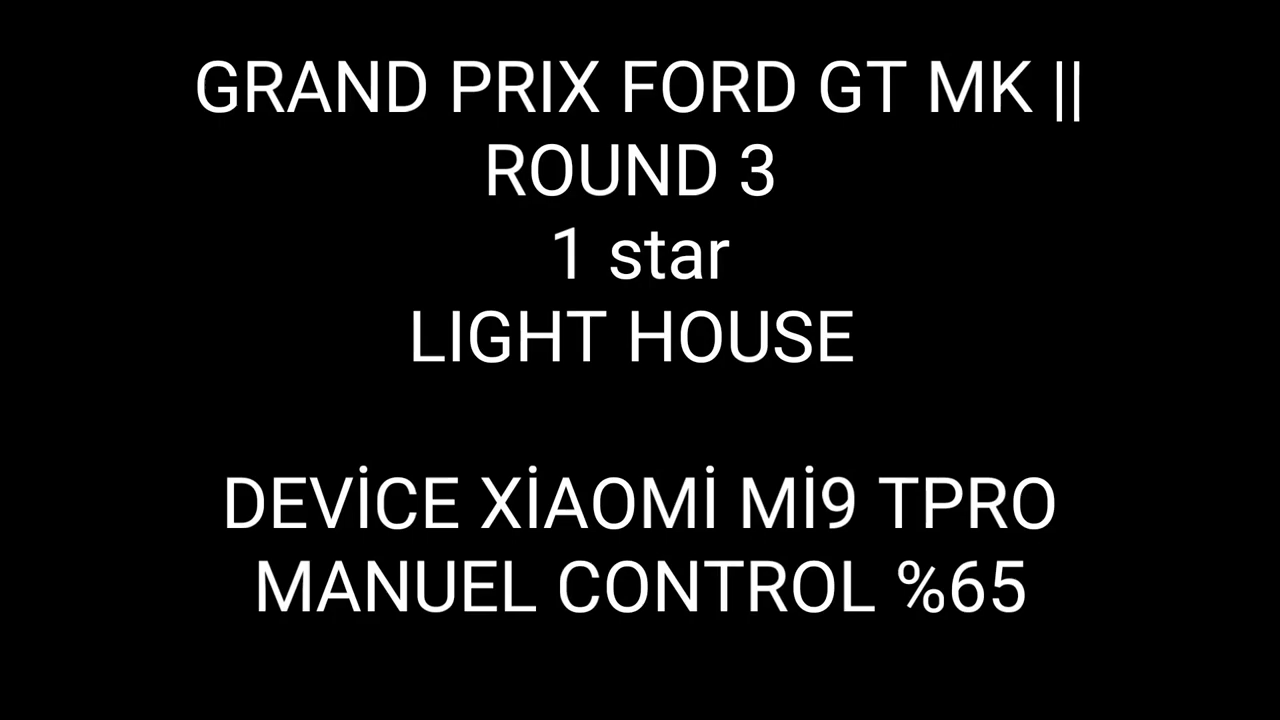 GRAND PRIX FORD GT MK ||
ROUND 3
1 star
LIGHT HOUSE
DEVİCE XİAOMİ Mİ9 TPRO
MANUEL CONTROL %65